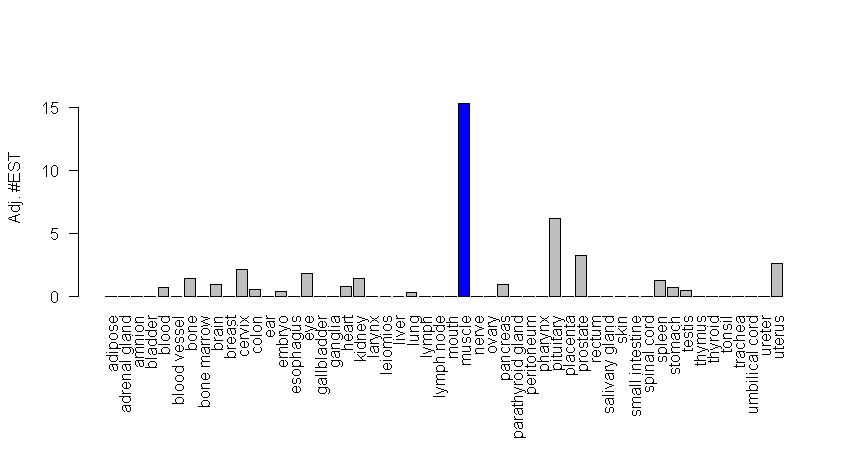 Adj. #EST
15
10
5
0
adipose
adrenal gland
amnion
bladder
blood
blood vessel
bone
bone marrow
brain
breast
cervix
colon
ear
embryo
esophagus
eye
gallbladder
ganglia
heart
kidney
larynx
leiomios
liver
lung
lymph
lymph node
mouth
muscle
nerve
ovary
pancreas
parathyroid gland
peritoneum
pharynx
pituitary
placenta
prostate
rectum
salivary gland
skin
small intestine
spinal cord
spleen
stomach
testis
thymus
thyroid
tonsil
trachea
umbilical cord
ureter
uterus